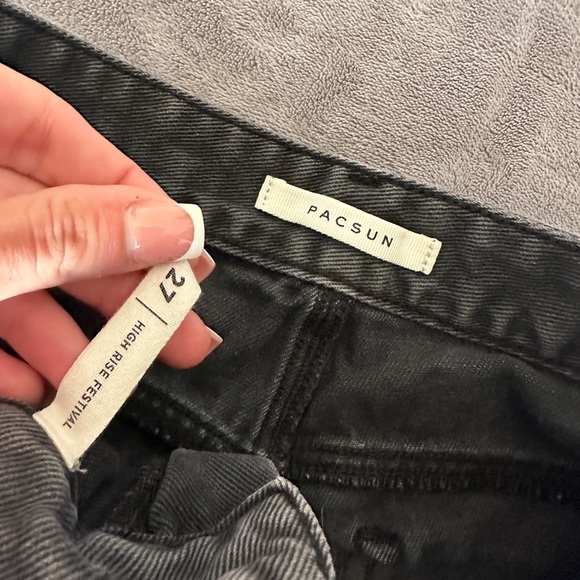 PACSUN
27
HIGH RISE FESTIVAL